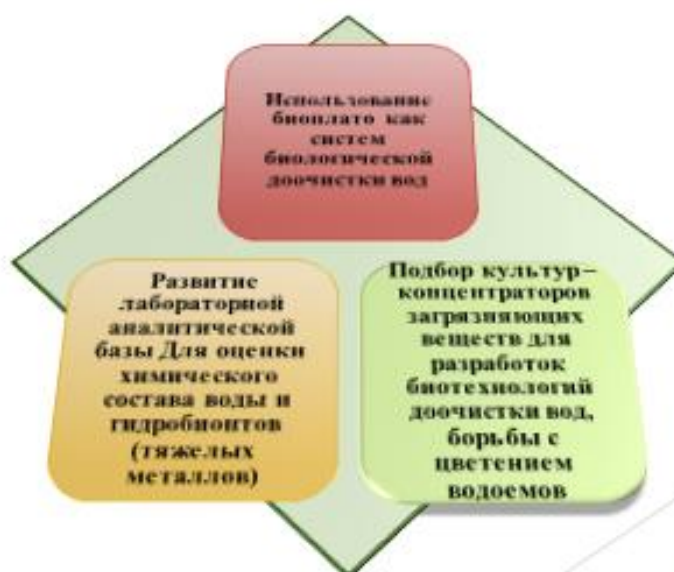 Использование
биоплато как
систем
биологической
доочистки вод
Развитие
лабораторной
аналитической
базы Для оценки
химического
состава воды и
гидробионтов
(тяжелых
металлов)
Подбор культур–
концентраторов
загрязняющих
веществ для
разработок
биотехнологий
доочистки вод,
борьбы с
цветением
водоемов